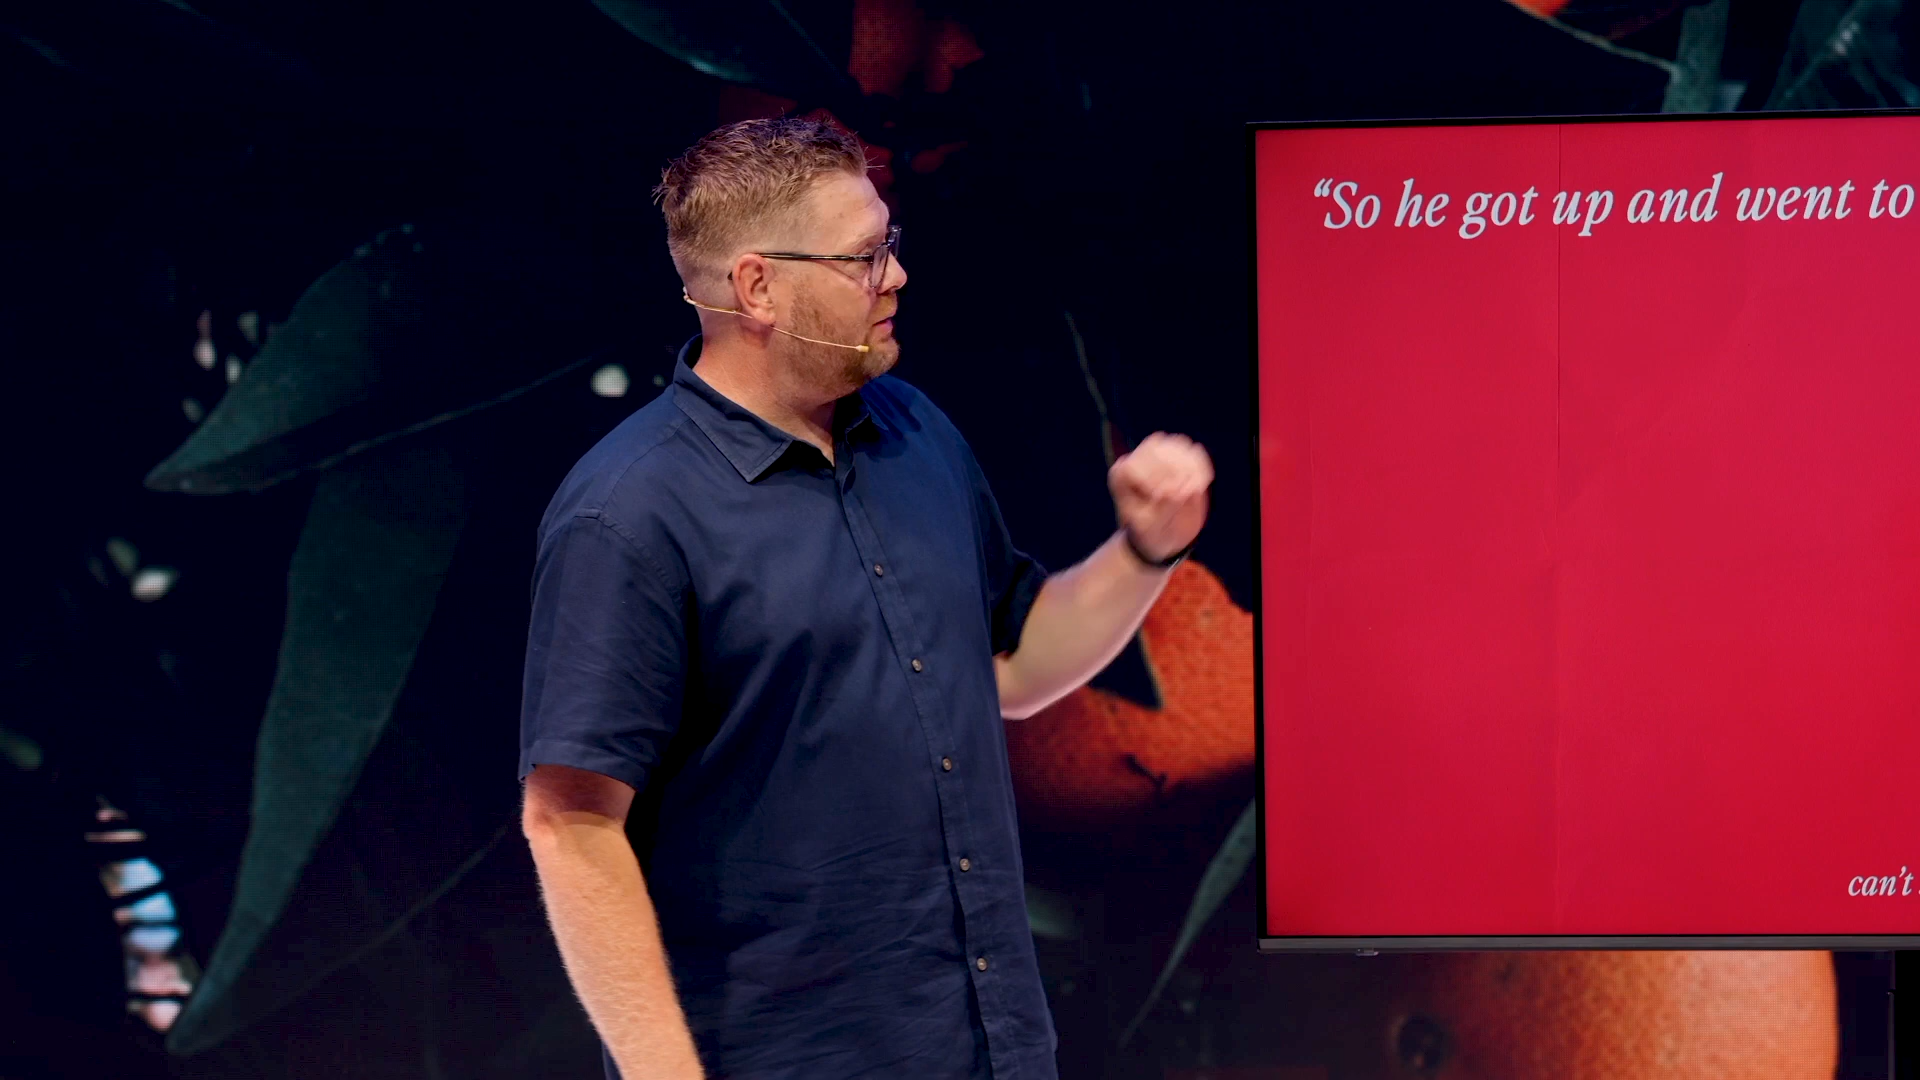 “So he got up and went to
can’t